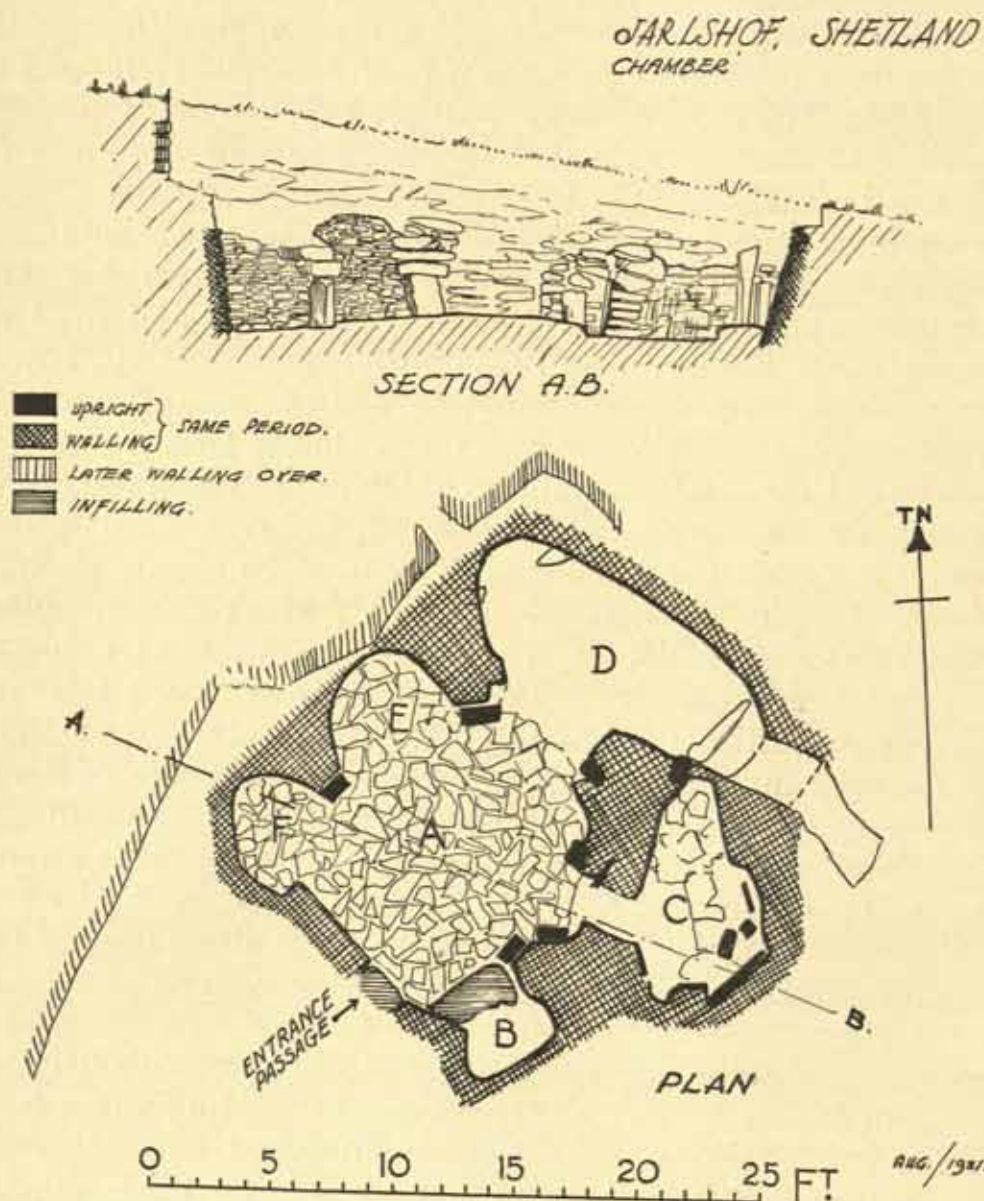 JARLSHOF, SHETLAND
CHAMBER
SECTION A.B.
UPRIGHT
WALLING
SAME PERIOD.
LATER WALLING OVER.
INFILLING.
TN
A.
D
E
F
A
C
B
B.
ENTRANCE
PASSAGE
PLAN
0 5 10 15 20 25 FT
AUG./